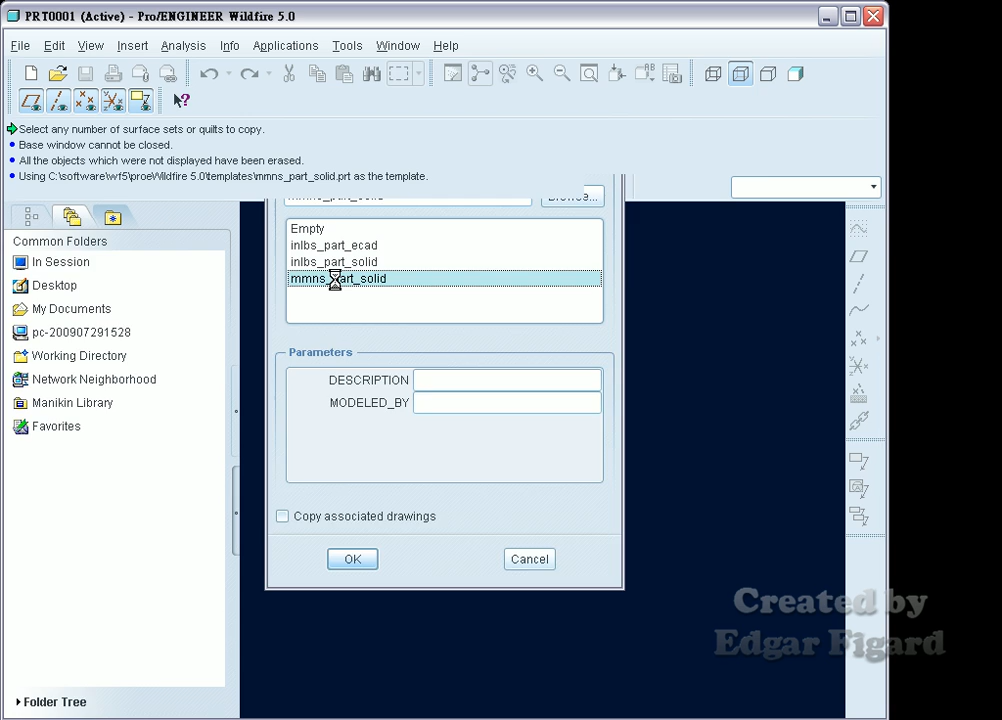 PRT0001 (Active) - Pro/ENGINEER Wildfire 5.0
File Edit View Insert Analysis Info Applications Tools Window Help
Select any number of surface sets or quilts to copy.
Base window cannot be closed.
All the objects which were not displayed have been erased.
Using C:\software\wf5\proeWildfire 5.0\templates\mmns_part_solid.prt as the template.
mmns_part_solid Browse...
Common Folders
In Session
Desktop
My Documents
pc-200907291528
Working Directory
Network Neighborhood
Manikin Library
Favorites
Folder Tree
Empty
inlbs_part_ecad
inlbs_part_solid
mmns_part_solid
Parameters
DESCRIPTION
MODELED_BY
Copy associated drawings
OK Cancel
Created by
Edgar Figard